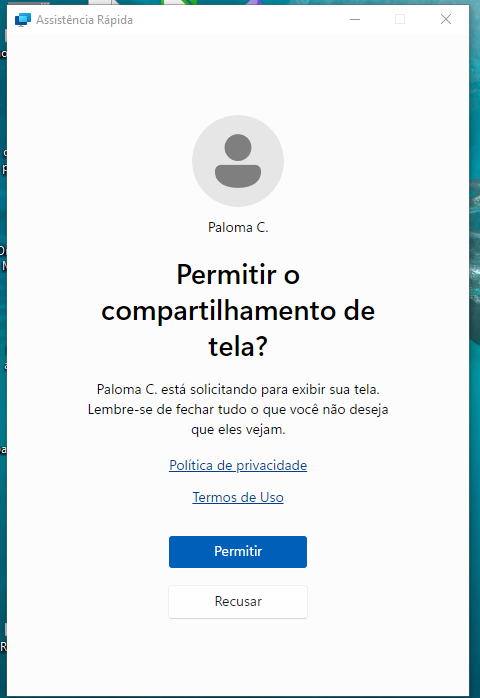 Assistência Rápida
Paloma C.
Permitir o
compartilhamento de
tela?
Paloma C. está solicitando para exibir sua tela.
Lembre-se de fechar tudo o que você não deseja
que eles vejam.
Política de privacidade
Termos de Uso
Permitir
Recusar